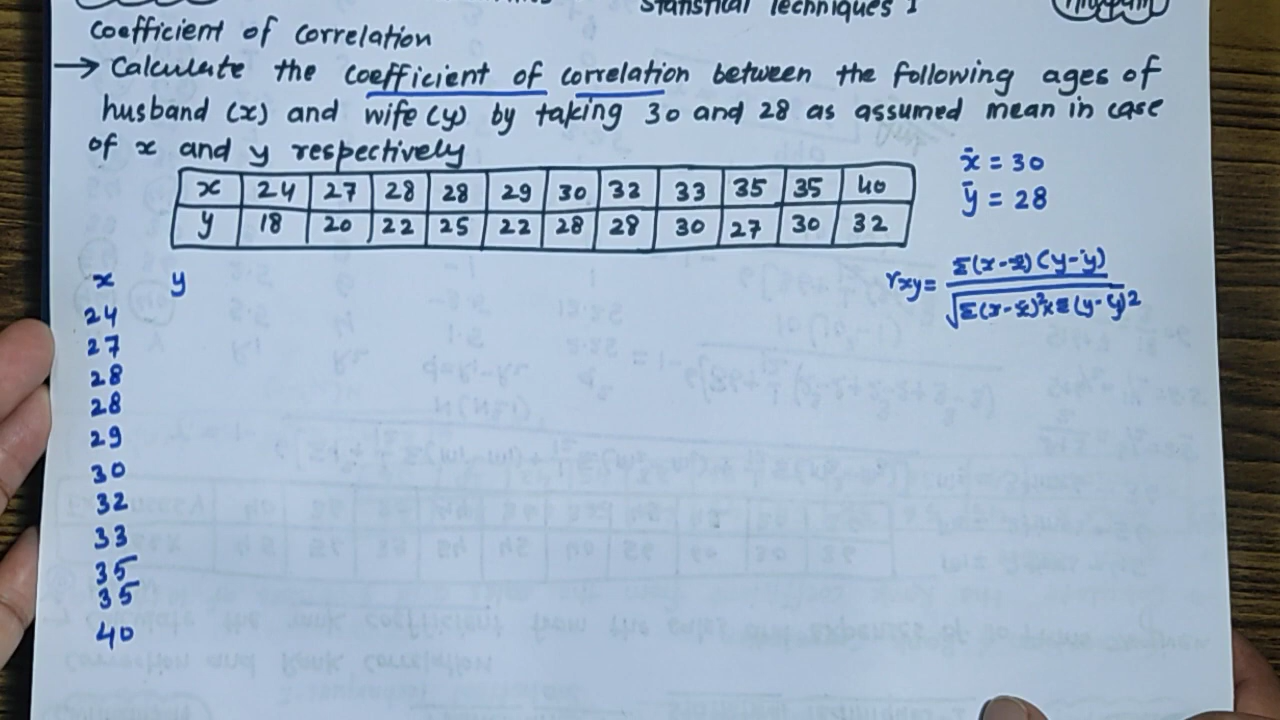 Statistical Techniques 1
Coefficient of correlation
→ Calculate the coefficient of correlation between the following ages of
husband (x) and wife (y) by taking 30 and 28 as assumed mean in case
of x and y respectively
x 24 27 28 28 29 30 32 33 35 35 40
y 18 20 22 25 22 28 28 30 27 30 32
x̄ = 30
ȳ = 28
rxy = Σ(x-x̄)(y-ȳ)
√Σ(x-x̄)²xΣ(y-ȳ)²
x y
24
27
28
28
29
30
32
33
35
35
40